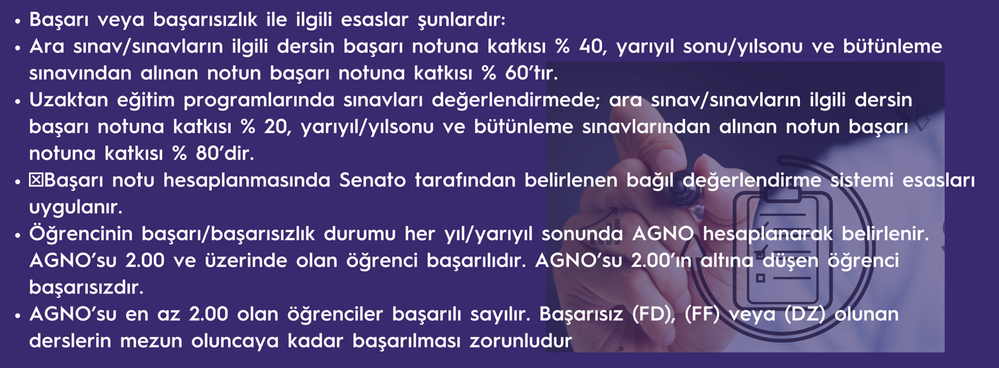 • Başarı veya başarısızlık ile ilgili esaslar şunlardır:
• Ara sınav/sınavların ilgili dersin başarı notuna katkısı % 40, yarıyıl sonu/yılsonu ve bütünleme
sınavından alınan notun başarı notuna katkısı % 60’tır.
• Uzaktan eğitim programlarında sınavları değerlendirmede; ara sınav/sınavların ilgili dersin
başarı notuna katkısı % 20, yarıyıl/yılsonu ve bütünleme sınavlarından alınan notun başarı
notuna katkısı % 80’dir.
• ☒Başarı notu hesaplanmasında Senato tarafından belirlenen bağıl değerlendirme sistemi esasları
uygulanır.
• Öğrencinin başarı/başarısızlık durumu her yıl/yarıyıl sonunda AGNO hesaplanarak belirlenir.
AGNO’su 2.00 ve üzerinde olan öğrenci başarılıdır. AGNO’su 2.00’ın altına düşen öğrenci
başarısızdır.
• AGNO’su en az 2.00 olan öğrenciler başarılı sayılır. Başarısız (FD), (FF) veya (DZ) olunan
derslerin mezun oluncaya kadar başarılması zorunludur